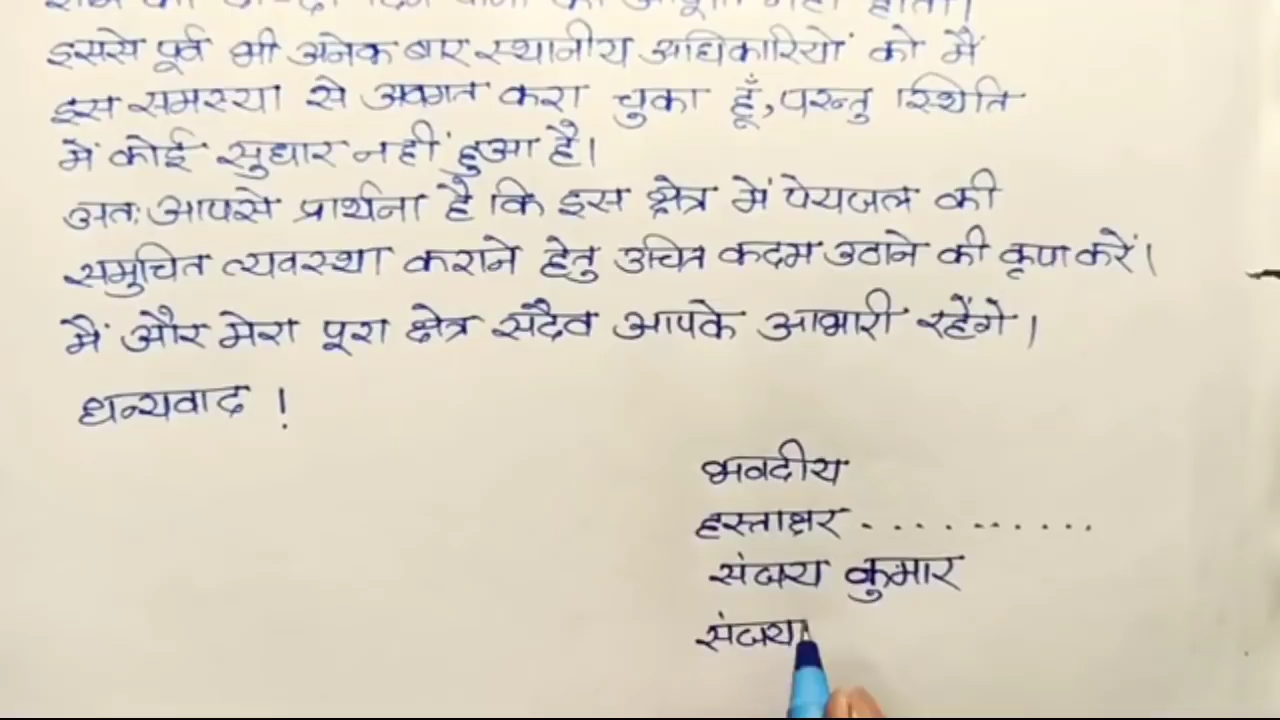 इससे पूर्व भी अनेक बार स्थानीय अधिकारियों को मैं
इस समस्या से अवगत करा चुका हूँ, परन्तु स्थिति
में कोई सुधार नहीं हुआ है।
अतः आपसे प्रार्थना है कि इस क्षेत्र में पेयजल की
समुचित व्यवस्था कराने हेतु उचित कदम उठाने की कृपा करें।
मैं और मेरा पूरा क्षेत्र सदैव आपके आभारी रहेंगे।
धन्यवाद !
भवदीय
हस्ताक्षर ..........
संजय कुमार
संजय